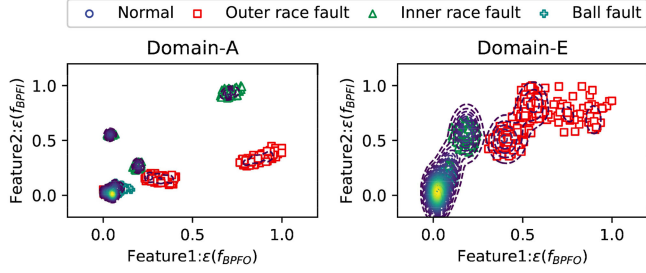 Normal Outer race fault Inner race fault Ball fault
Domain-A
Domain-E
Feature2:ε(f_BPFI)
1.0
0.5
0.0
0.0 0.5 1.0
Feature1:ε(f_BPFO)
Feature2:ε(f_BPFI)
1.0
0.5
0.0
0.0 0.5 1.0
Feature1:ε(f_BPFO)